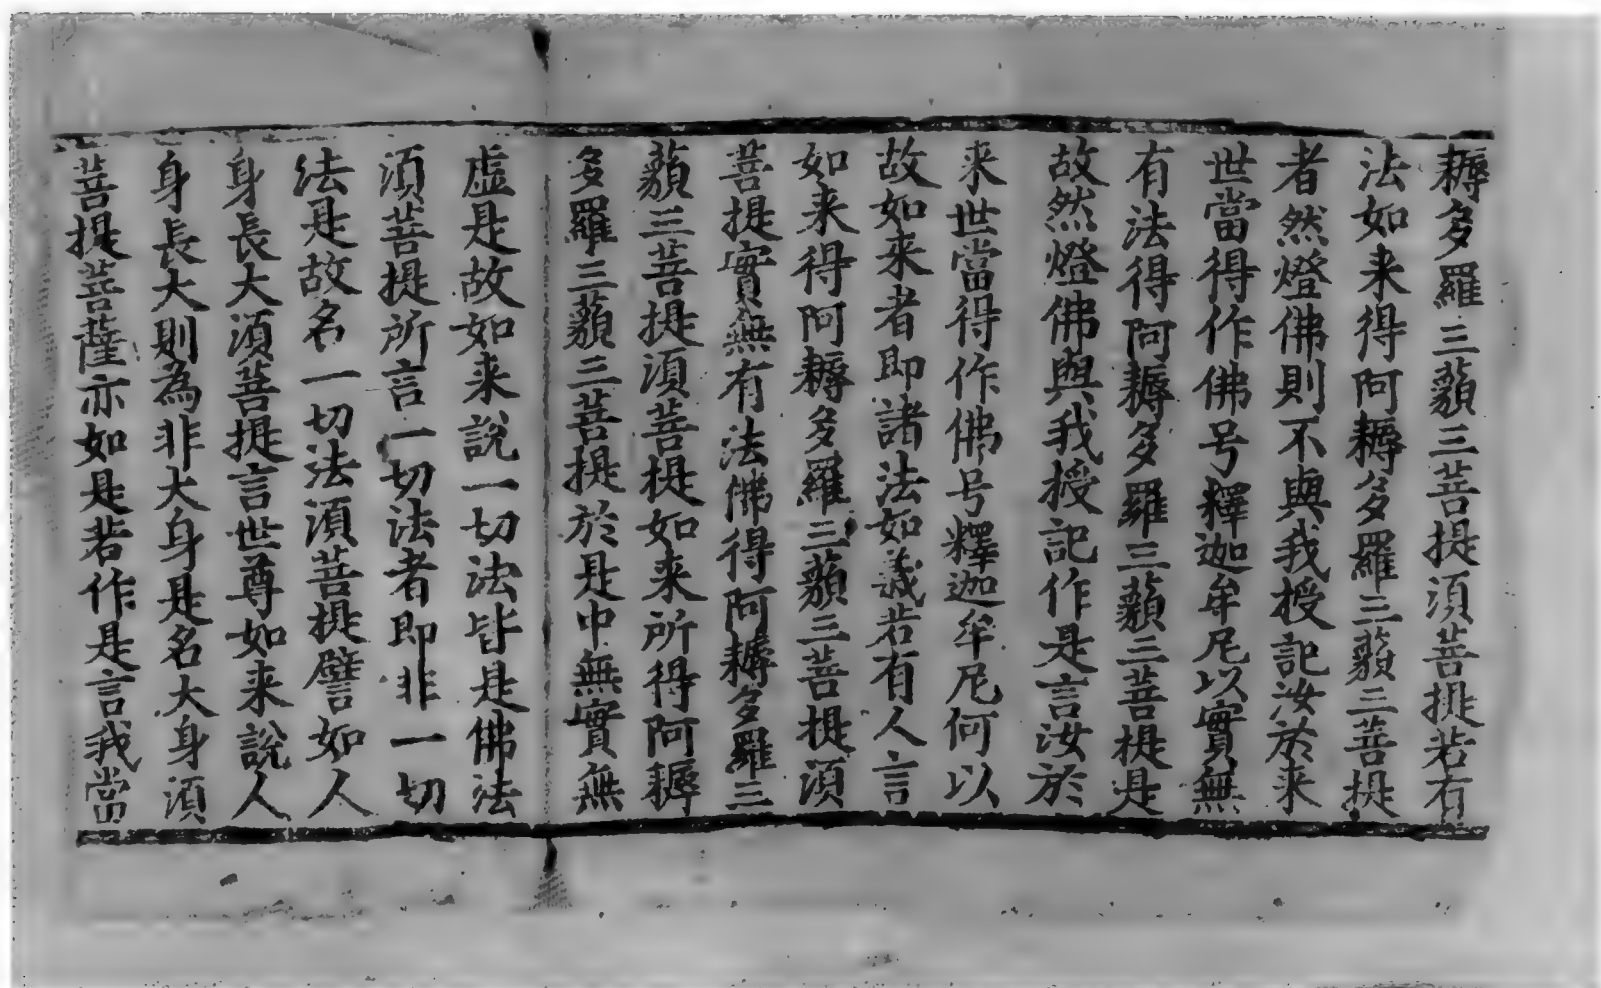 耨多羅三藐三菩提須菩提若有
法如来得阿耨多羅三藐三菩提
者然燈佛則不與我授記汝於来
世當得作佛号釋迦牟尼以實無
有法得阿耨多羅三藐三菩提是
故然燈佛與我授記作是言汝於
来世當得作佛号釋迦牟尼何以
故如来者即諸法如義若有人言
如来得阿耨多羅三藐三菩提須
菩提實無有法佛得阿耨多羅三
藐三菩提須菩提如来所得阿耨
多羅三藐三菩提於是中無實無
虛是故如来說一切法皆是佛法
須菩提所言一切法者即非一切
法是故名一切法須菩提譬如人
身長大須菩提言世尊如来說人
身長大則為非大身是名大身須
菩提菩薩亦如是若作是言我當